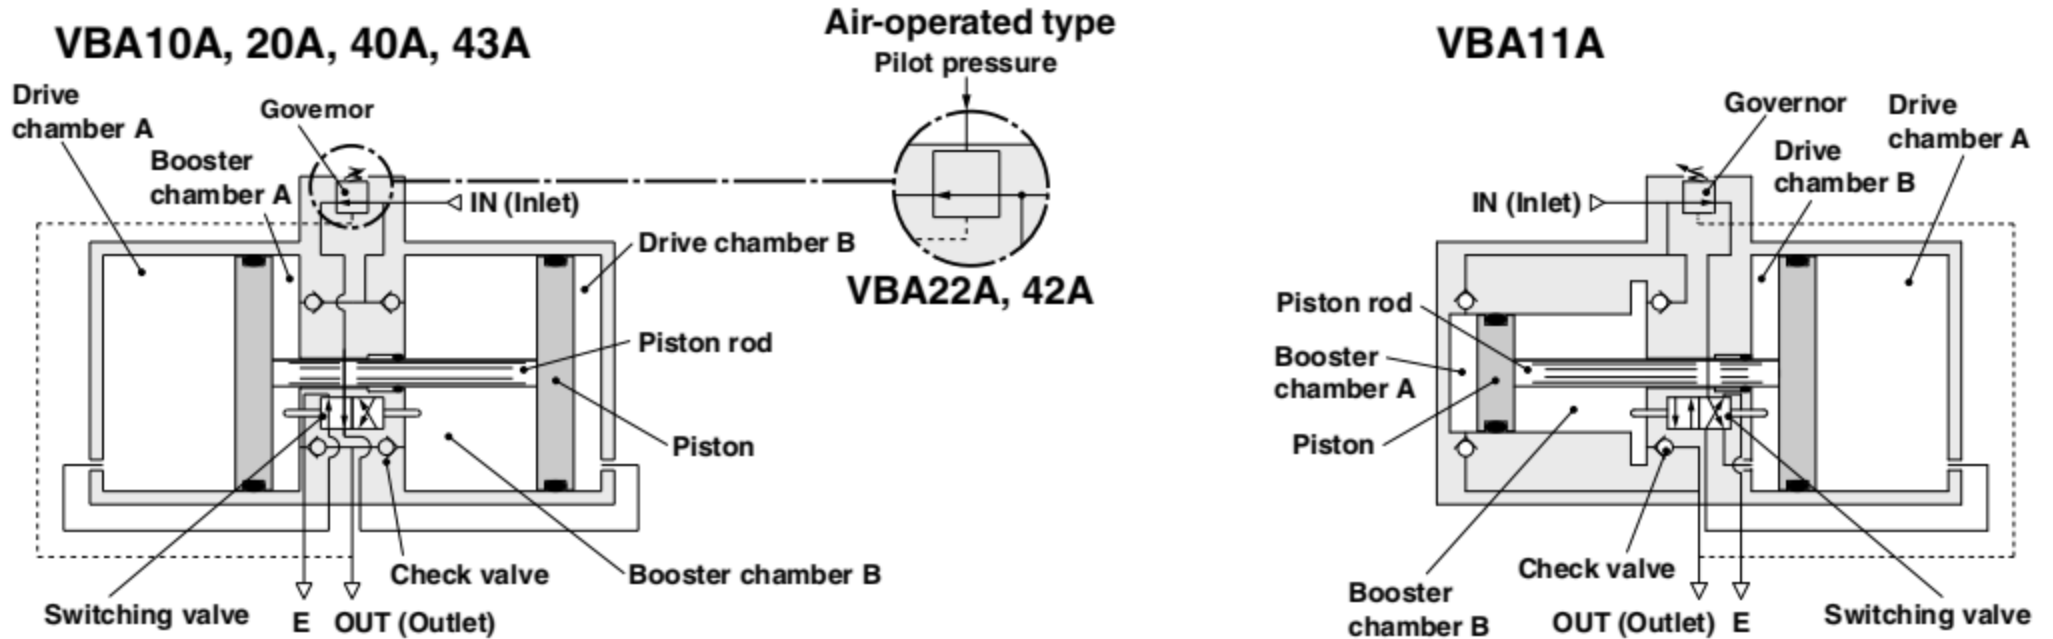 VBA10A, 20A, 40A, 43A
Drive
chamber A
Governor
Booster
chamber A
IN (Inlet)
Drive chamber B
Piston rod
Piston
Booster chamber B
Check valve
Switching valve
E
OUT (Outlet)
Air-operated type
Pilot pressure
VBA22A, 42A
VBA11A
Governor
Drive
chamber A
Drive
chamber B
IN (Inlet)
Piston rod
Booster
chamber A
Piston
Booster
chamber B
Check valve
OUT (Outlet)
E
Switching valve